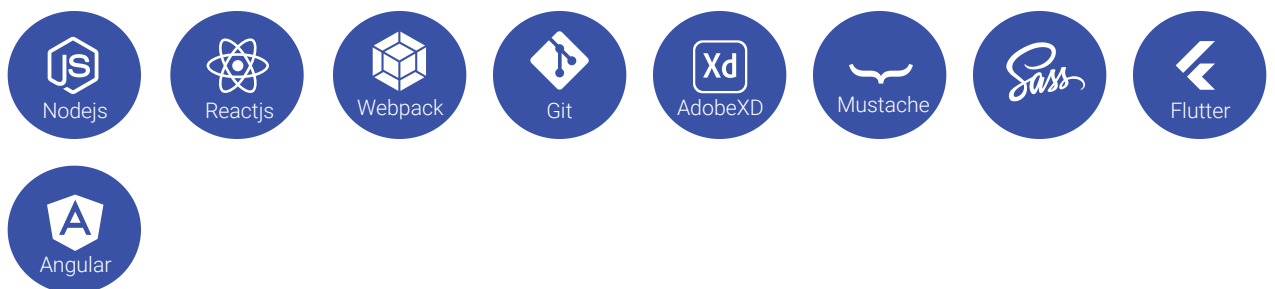 JS
Nodejs
Reactjs
Webpack
Git
Xd
AdobeXD
Mustache
Sass
Flutter
A
Angular